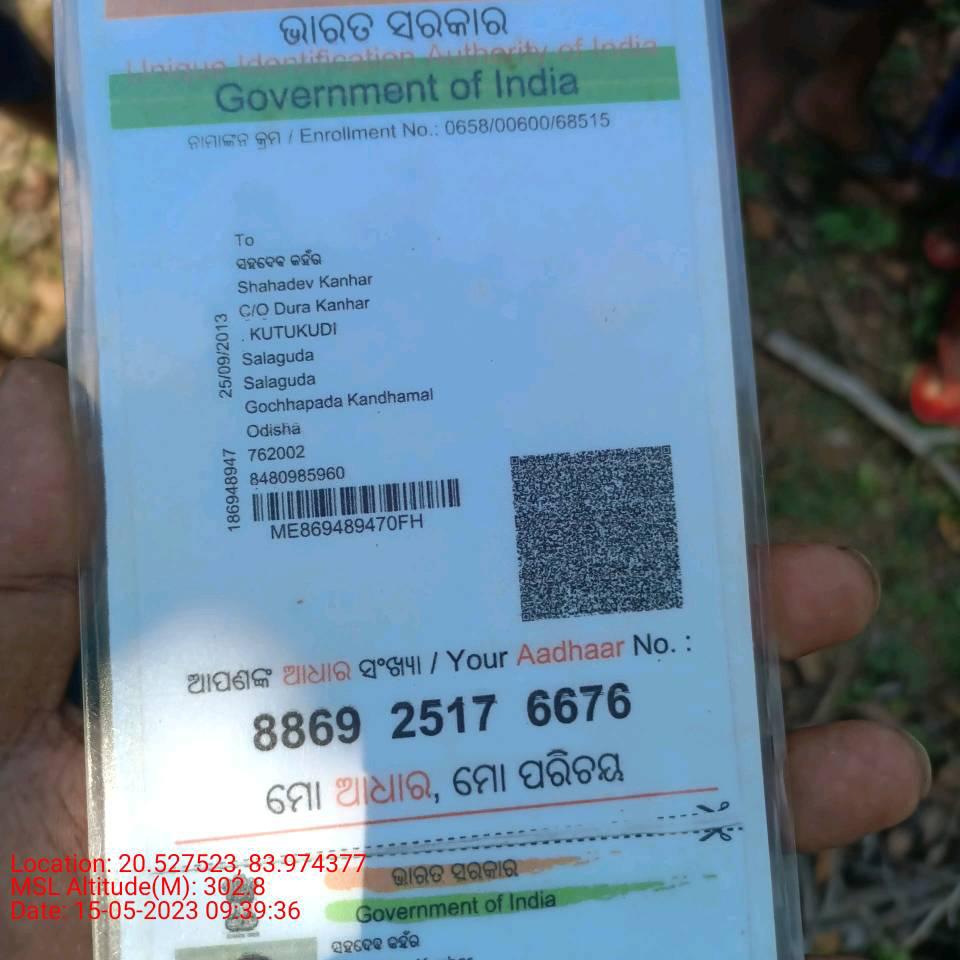 ଭାରତ ସରକାର
Unique Identification Authority of India
Government of India
ନାମାଙ୍କନ କ୍ରମ / Enrollment No.: 0658/00600/68515
To
ସହଦେବ କହଁର
Shahadev Kanhar
C/O Dura Kanhar
. KUTUKUDI
Salaguda
Salaguda
Gochhapada Kandhamal
Odisha
762002
8480985960
25/09/2013
186948947
ME869489470FH
ଆପଣଙ୍କ ଆଧାର ସଂଖ୍ୟା / Your Aadhaar No. :
8869 2517 6676
ମୋ ଆଧାର, ମୋ ପରିଚୟ
ଭାରତ ସରକାର
Government of India
ସହଦେବ କହଁର
Location: 20.527523, 83.974377
MSL Altitude(M): 302.8
Date: 15-05-2023 09:39:36